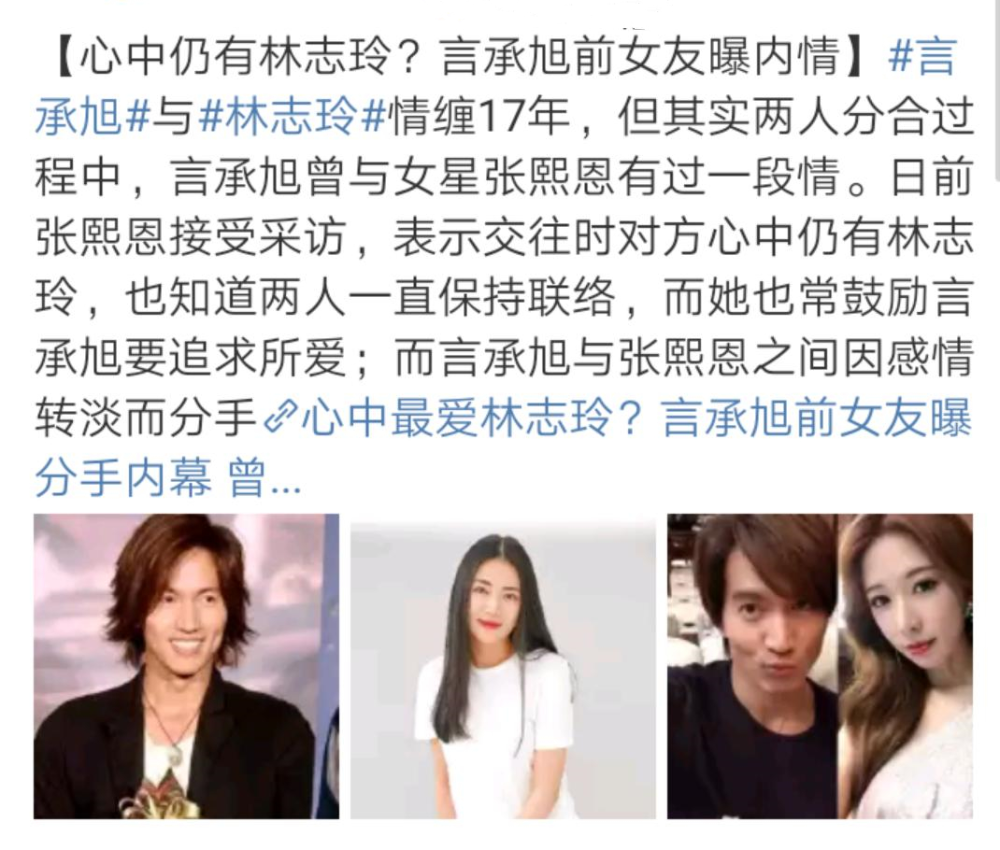 【心中仍有林志玲？言承旭前女友曝内情】#言
承旭#与#林志玲#情缠17年，但其实两人分合过
程中，言承旭曾与女星张熙恩有过一段情。日前
张熙恩接受采访，表示交往时对方心中仍有林志
玲，也知道两人一直保持联络，而她也常鼓励言
承旭要追求所爱；而言承旭与张熙恩之间因感情
转淡而分手心中最爱林志玲？言承旭前女友曝
分手内幕 曾...